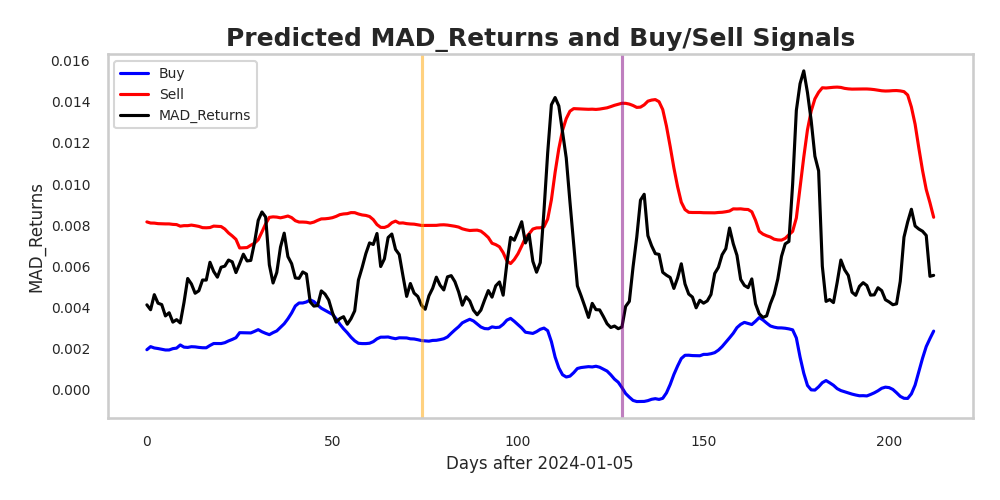 Predicted MAD_Returns and Buy/Sell Signals
Buy
Sell
MAD_Returns
0.016
0.014
0.012
0.010
0.008
0.006
0.004
0.002
0.000
MAD_Returns
0 50 100 150 200
Days after 2024-01-05